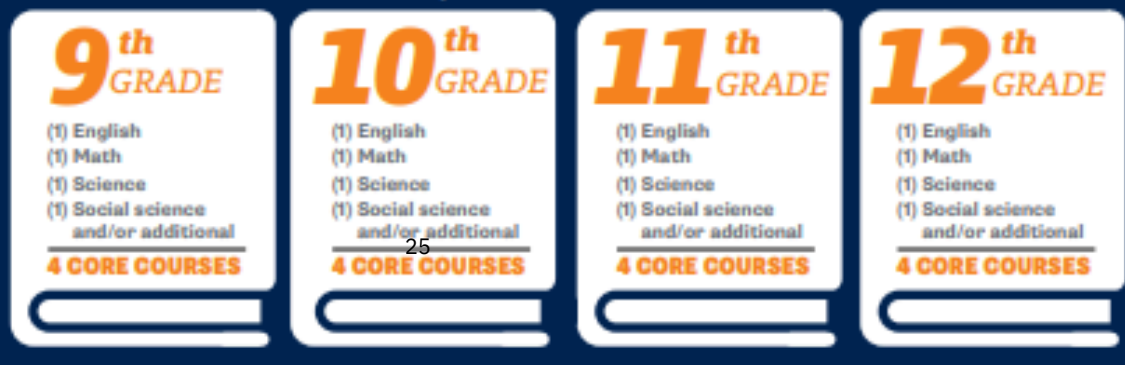 9th GRADE
(1) English
(1) Math
(1) Science
(1) Social science
and/or additional
4 CORE COURSES
10th GRADE
(1) English
(1) Math
(1) Science
(1) Social science
and/or additional
25
4 CORE COURSES
11th GRADE
(1) English
(1) Math
(1) Science
(1) Social science
and/or additional
4 CORE COURSES
12th GRADE
(1) English
(1) Math
(1) Science
(1) Social science
and/or additional
4 CORE COURSES